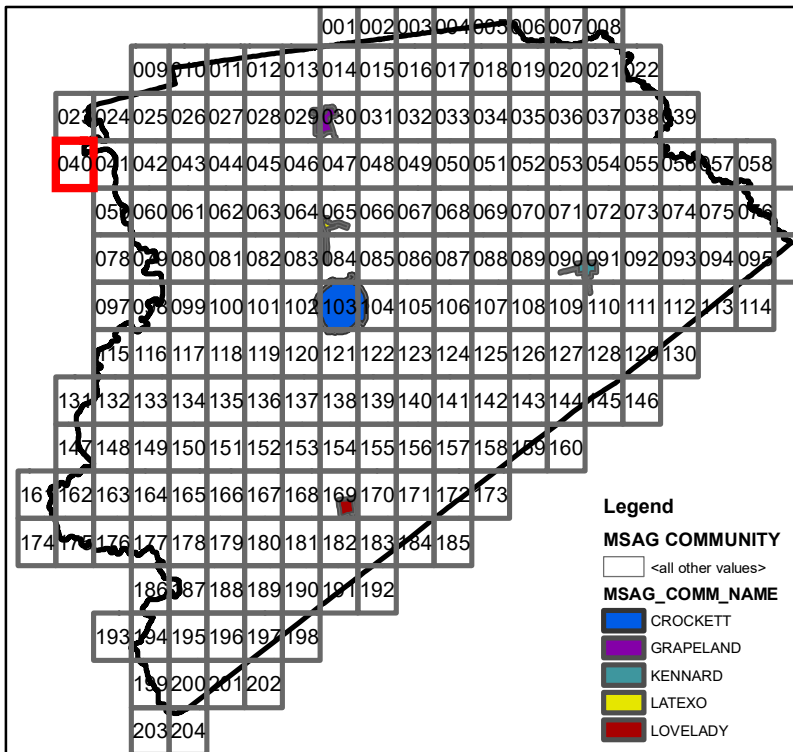 001 002 003 004 005 006 007 008
009 010 011 012 013 014 015 016 017 018 019 020 021 022
023 024 025 026 027 028 029 030 031 032 033 034 035 036 037 038 039
040 041 042 043 044 045 046 047 048 049 050 051 052 053 054 055 056 057 058
059 060 061 062 063 064 065 066 067 068 069 070 071 072 073 074 075 076
078 079 080 081 082 083 084 085 086 087 088 089 090 091 092 093 094 095
097 098 099 100 101 102 103 104 105 106 107 108 109 110 111 112 113 114
115 116 117 118 119 120 121 122 123 124 125 126 127 128 129 130
131 132 133 134 135 136 137 138 139 140 141 142 143 144 145 146
147 148 149 150 151 152 153 154 155 156 157 158 159 160
161 162 163 164 165 166 167 168 169 170 171 172 173
174 175 176 177 178 179 180 181 182 183 184 185
186 187 188 189 190 191 192
193 194 195 196 197 198
199 200 201 202
203 204
Legend
MSAG COMMUNITY
<all other values>
MSAG_COMM_NAME
CROCKETT
GRAPELAND
KENNARD
LATEXO
LOVELADY